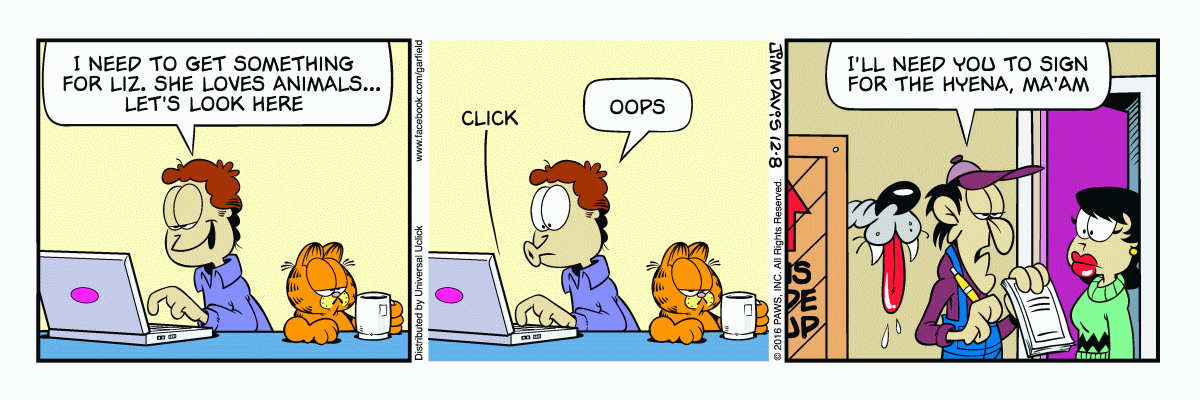 I NEED TO GET SOMETHING
FOR LIZ. SHE LOVES ANIMALS...
LET'S LOOK HERE
www.facebook.com/garfield
Distributed by Universal Uclick
CLICK
OOPS
JIM DAVIS 12·8
© 2016 PAWS, INC. All Rights Reserved.
I'LL NEED YOU TO SIGN
FOR THE HYENA, MA'AM
UP